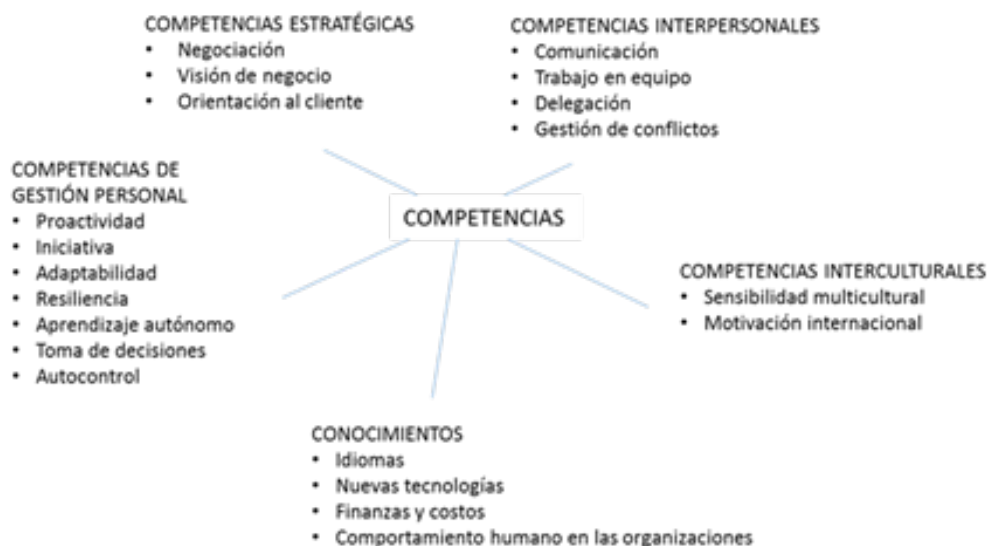 COMPETENCIAS ESTRATÉGICAS
• Negociación
• Visión de negocio
• Orientación al cliente
COMPETENCIAS INTERPERSONALES
• Comunicación
• Trabajo en equipo
• Delegación
• Gestión de conflictos
COMPETENCIAS DE
GESTIÓN PERSONAL
• Proactividad
• Iniciativa
• Adaptabilidad
• Resiliencia
• Aprendizaje autónomo
• Toma de decisiones
• Autocontrol
COMPETENCIAS
COMPETENCIAS INTERCULTURALES
• Sensibilidad multicultural
• Motivación internacional
CONOCIMIENTOS
• Idiomas
• Nuevas tecnologías
• Finanzas y costos
• Comportamiento humano en las organizaciones